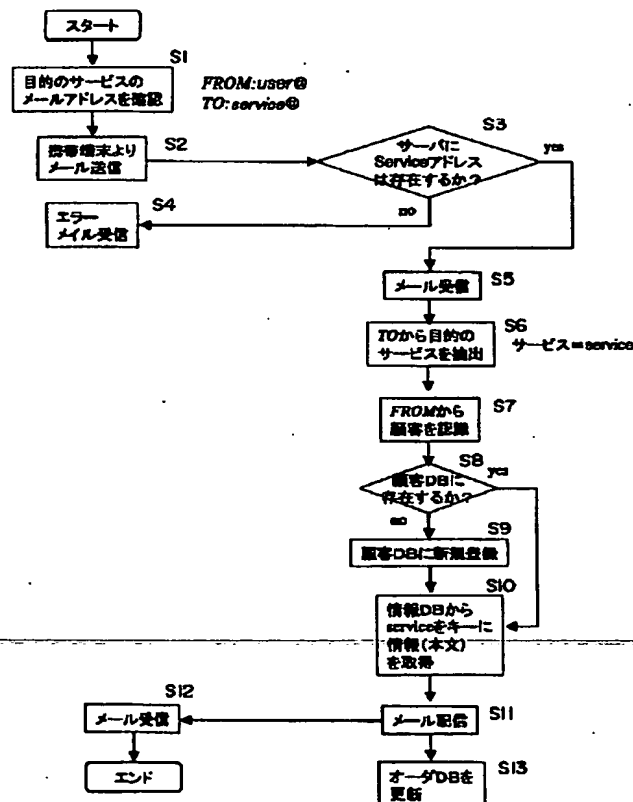 スタート
S1
目的のサービスの
メールアドレスを確認
FROM:user@
TO:service@
S2
携帯端末より
メール送信
S3
サーバに
Serviceアドレス
は存在するか?
yes
no
S4
エラー
メイル受信
S5
メール受信
S6
TOから目的の
サービスを抽出
サービス=service
S7
FROMから
顧客を認識
S8
顧客DBに
存在するか?
yes
no
S9
顧客DBに新規登録
S10
情報DBから
serviceをキーに
情報(本文)
を取得
S11
メール配信
S12
メール受信
エンド
S13
オーダDBを
更新